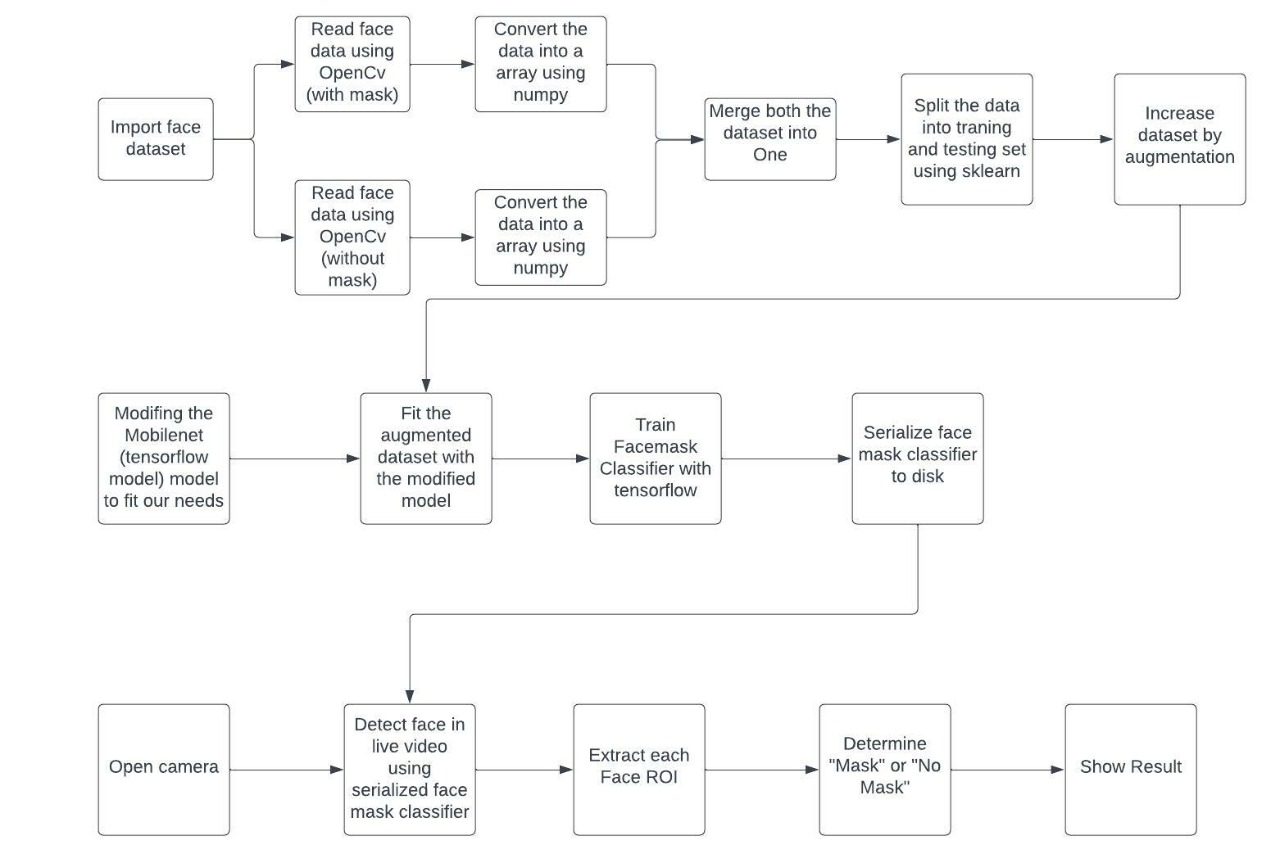 Import face
dataset
Read face
data using
OpenCv
(with mask)
Convert the
data into a
array using
numpy
Read face
data using
OpenCv
(without
mask)
Convert the
data into a
array using
numpy
Merge both the
dataset into
One
Split the data
into traning
and testing set
using sklearn
Increase
dataset by
augmentation
Modifing the
Mobilenet
(tensorflow
model) model
to fit our needs
Fit the
augmented
dataset with
the modified
model
Train
Facemask
Classifier with
tensorflow
Serialize face
mask classifier
to disk
Open camera
Detect face in
live video
using
serialized face
mask classifier
Extract each
Face ROI
Determine
"Mask" or "No
Mask"
Show Result